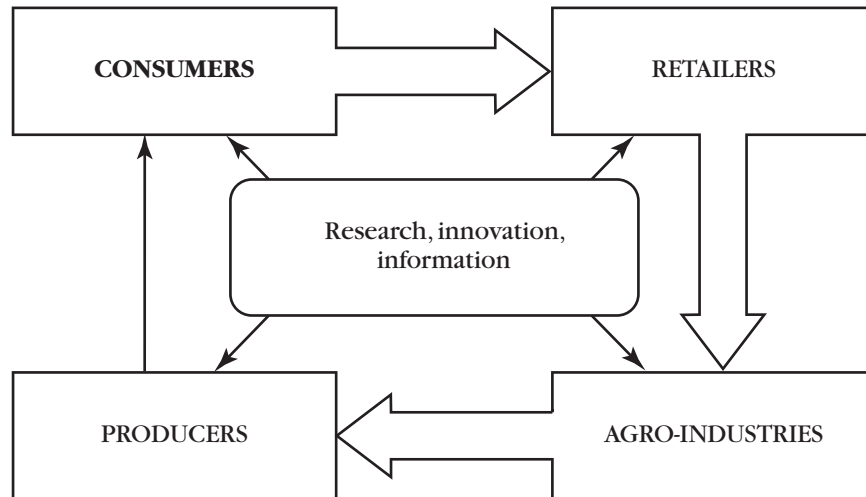 CONSUMERS
RETAILERS
Research, innovation,
information
PRODUCERS
AGRO-INDUSTRIES